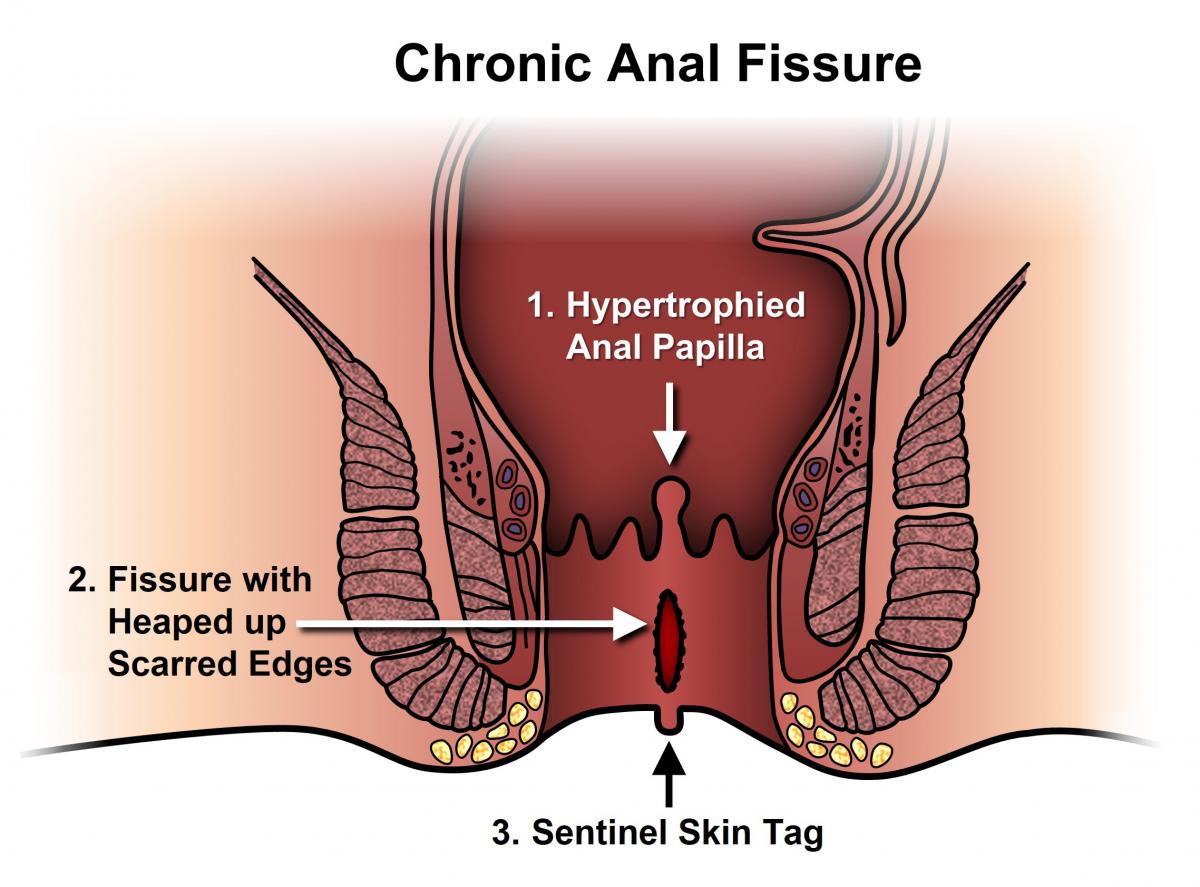 Chronic Anal Fissure
1. Hypertrophied
Anal Papilla
2. Fissure with
Heaped up
Scarred Edges
3. Sentinel Skin Tag